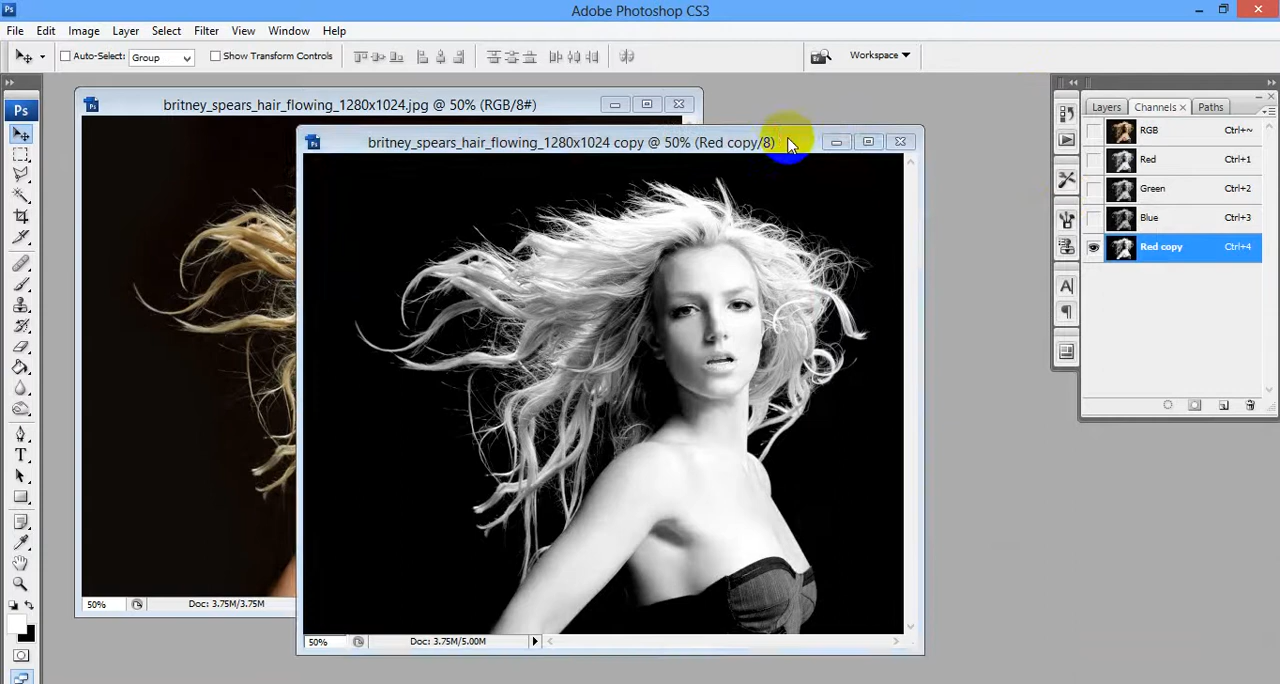 Ps
Adobe Photoshop CS3
File Edit Image Layer Select Filter View Window Help
Auto-Select: Group Show Transform Controls Workspace
Ps britney_spears_hair_flowing_1280x1024.jpg @ 50% (RGB/8#)
britney_spears_hair_flowing_1280x1024 copy @ 50% (Red copy/8)
Layers Channels Paths
RGB Ctrl+~
Red Ctrl+1
Green Ctrl+2
Blue Ctrl+3
Red copy Ctrl+4
50% Doc: 3.75M/3.75M
50% Doc: 3.75M/5.00M